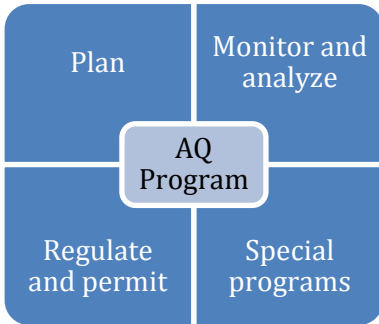 Plan
Monitor and
analyze
AQ
Program
Regulate
and permit
Special
programs